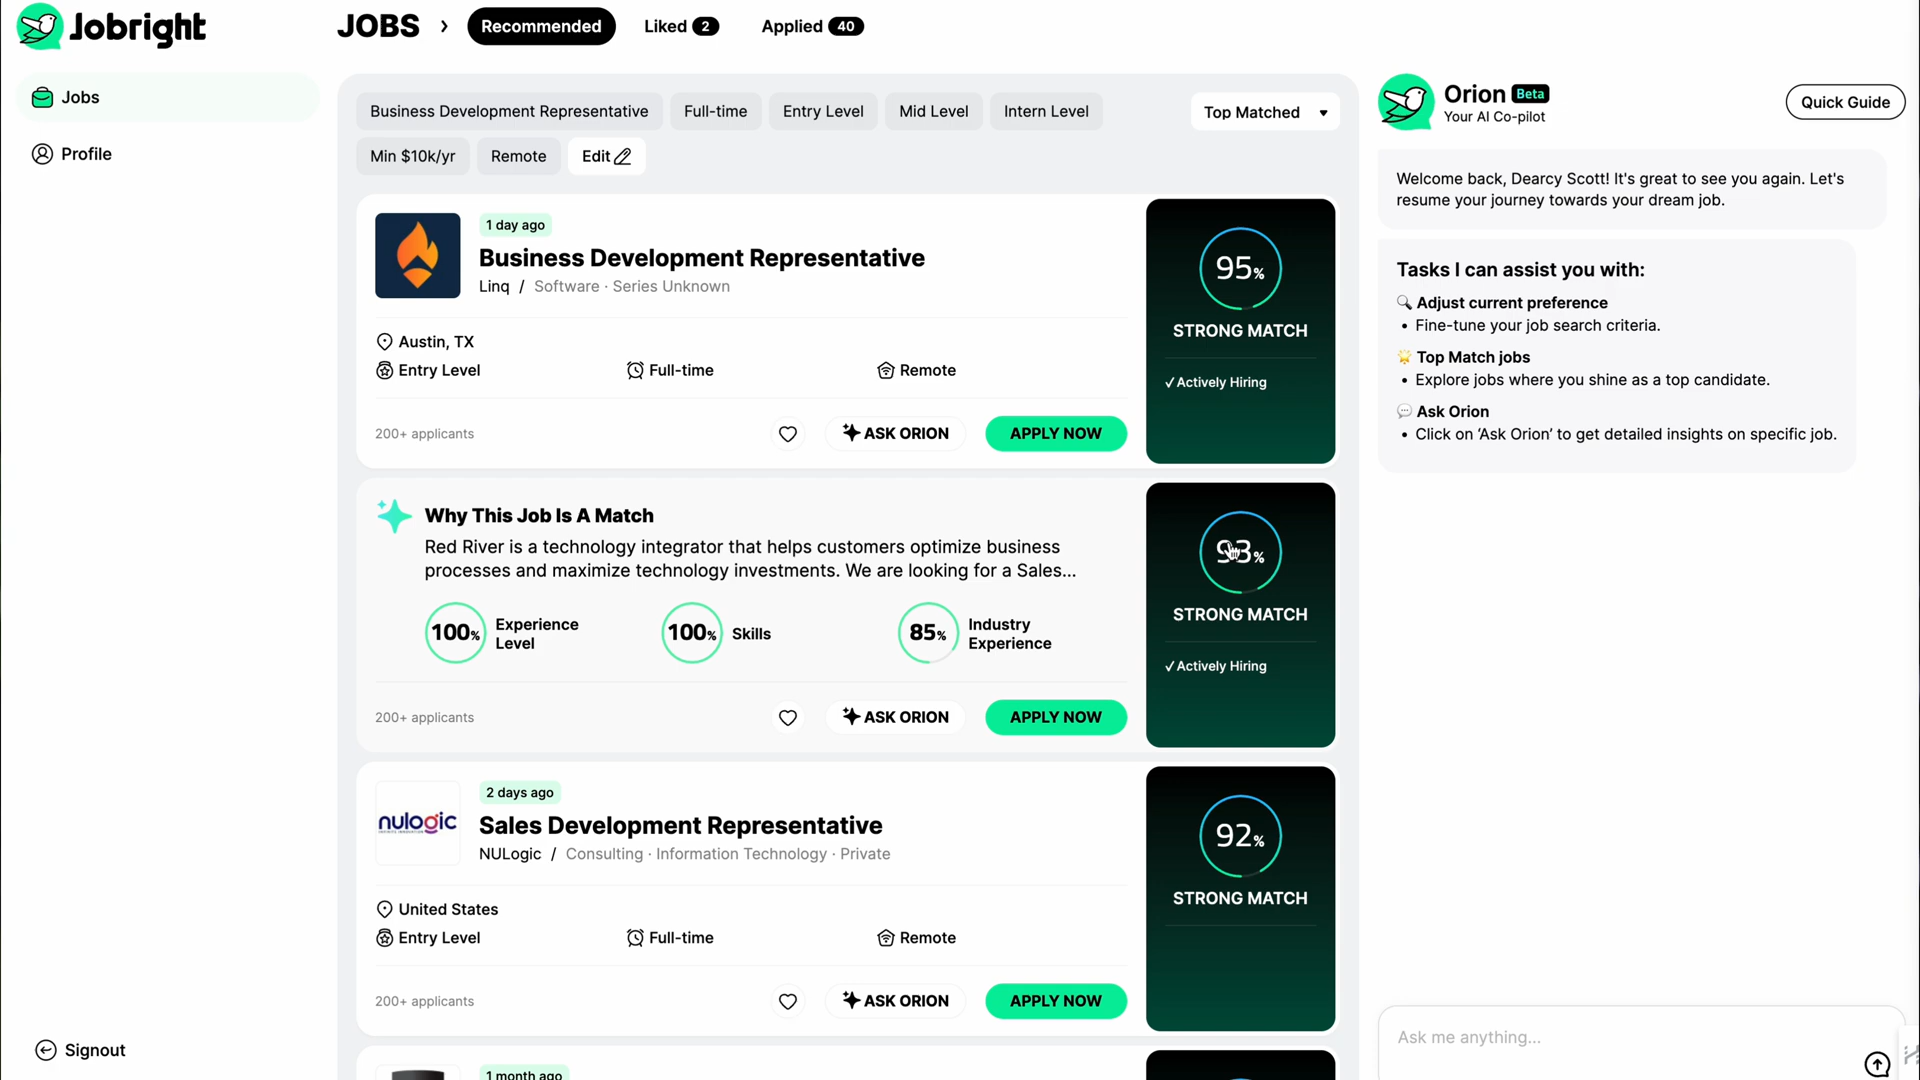 Jobright
JOBS
Recommended
Liked 2
Applied 40
Jobs
Profile
Signout
Business Development Representative
Full-time
Entry Level
Mid Level
Intern Level
Top Matched
Min $10k/yr
Remote
Edit
1 day ago
Business Development Representative
Linq / Software · Series Unknown
Austin, TX
Entry Level
Full-time
Remote
200+ applicants
ASK ORION
APPLY NOW
95%
STRONG MATCH
✓ Actively Hiring
Why This Job Is A Match
Red River is a technology integrator that helps customers optimize business
processes and maximize technology investments. We are looking for a Sales...
100% Experience
Level
100% Skills
85% Industry
Experience
200+ applicants
ASK ORION
APPLY NOW
93%
STRONG MATCH
✓ Actively Hiring
nulogic
2 days ago
Sales Development Representative
NULogic / Consulting · Information Technology · Private
United States
Entry Level
Full-time
Remote
200+ applicants
ASK ORION
APPLY NOW
92%
STRONG MATCH
1 month ago
Orion Beta
Your AI Co-pilot
Quick Guide
Welcome back, Dearcy Scott! It's great to see you again. Let's
resume your journey towards your dream job.
Tasks I can assist you with:
Adjust current preference
• Fine-tune your job search criteria.
Top Match jobs
• Explore jobs where you shine as a top candidate.
Ask Orion
• Click on ‘Ask Orion’ to get detailed insights on specific job.
Ask me anything...